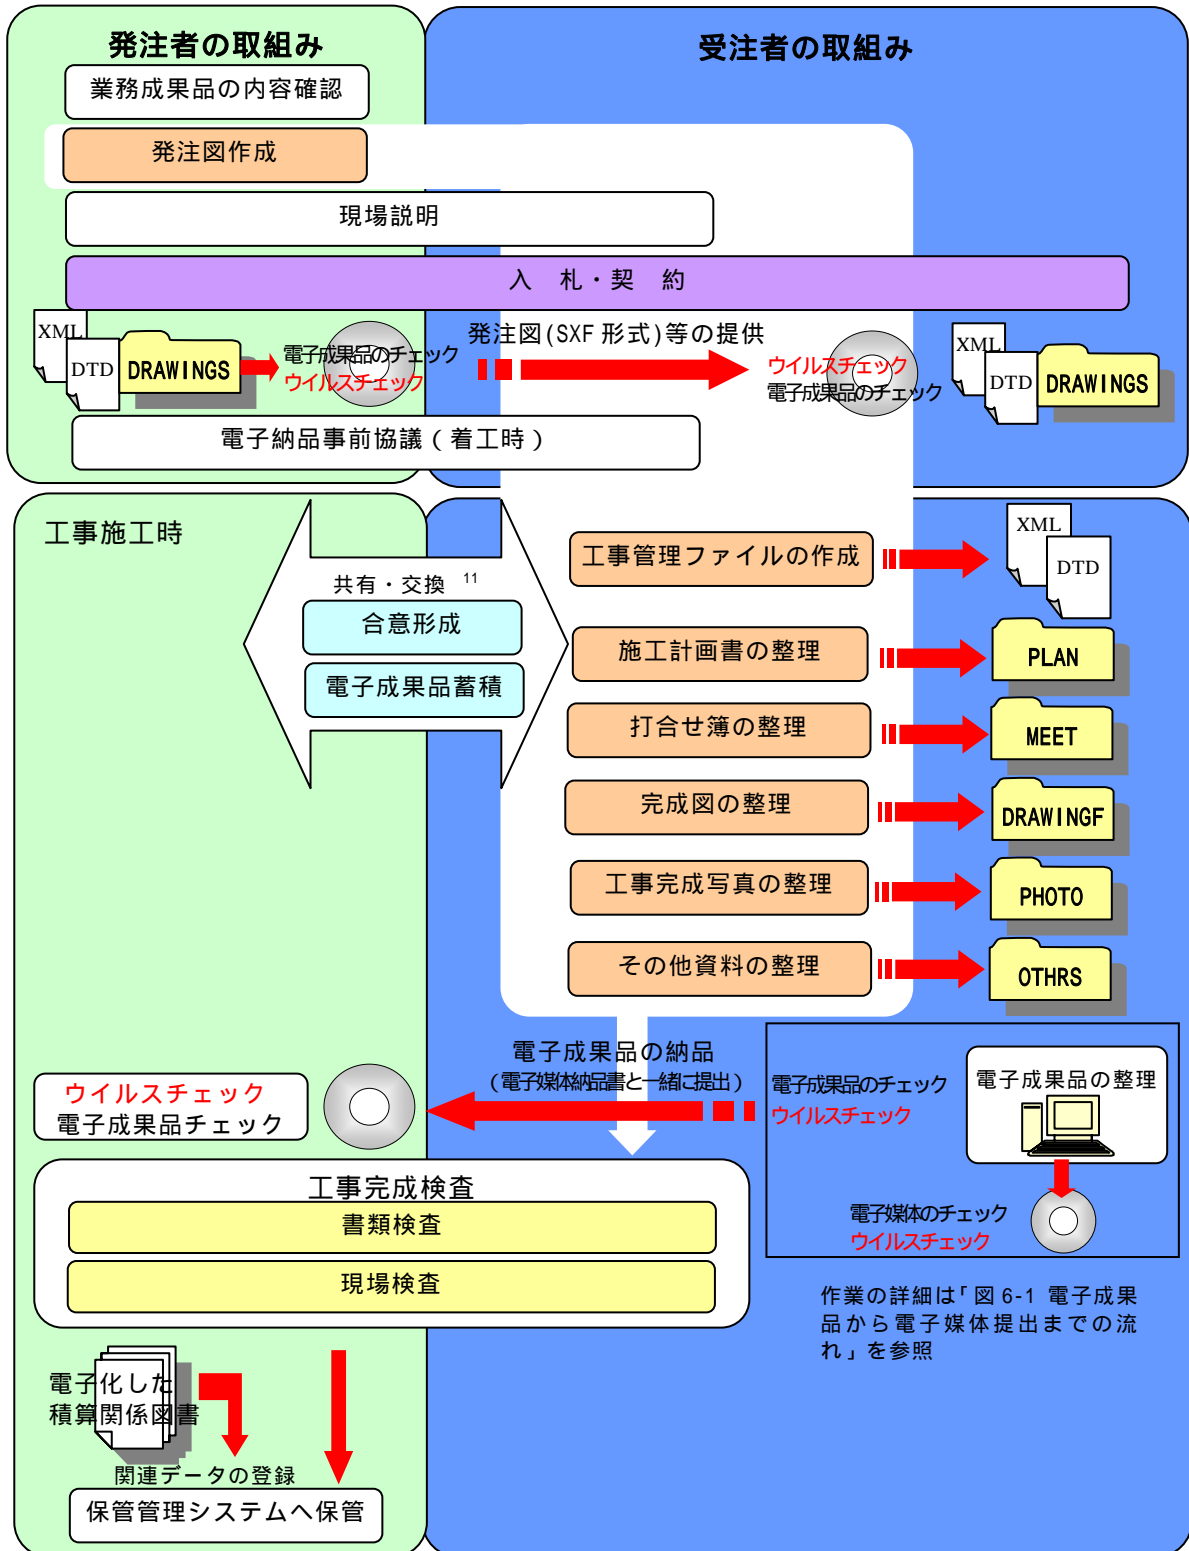 発注者の取組み
受注者の取組み
業務成果品の内容確認
発注図作成
現場説明
入　札・契　約
XML
DTD
DRAWINGS
電子成果品のチェック
ウイルスチェック
発注図(SXF 形式)等の提供
ウイルスチェック
電子成果品のチェック
XML
DTD
DRAWINGS
電子納品事前協議（着工時）
工事施工時
共有・交換 11
合意形成
電子成果品蓄積
工事管理ファイルの作成
XML
DTD
施工計画書の整理
PLAN
打合せ簿の整理
MEET
完成図の整理
DRAWINGF
工事完成写真の整理
PHOTO
その他資料の整理
OTHRS
電子成果品の納品
（電子媒体納品書と一緒に提出）
ウイルスチェック
電子成果品チェック
電子成果品のチェック
ウイルスチェック
電子成果品の整理
電子媒体のチェック
ウイルスチェック
工事完成検査
書類検査
現場検査
作業の詳細は「図 6-1 電子成果
品から電子媒体提出までの流
れ」を参照
電子化した
積算関係図書
関連データの登録
保管管理システムへ保管